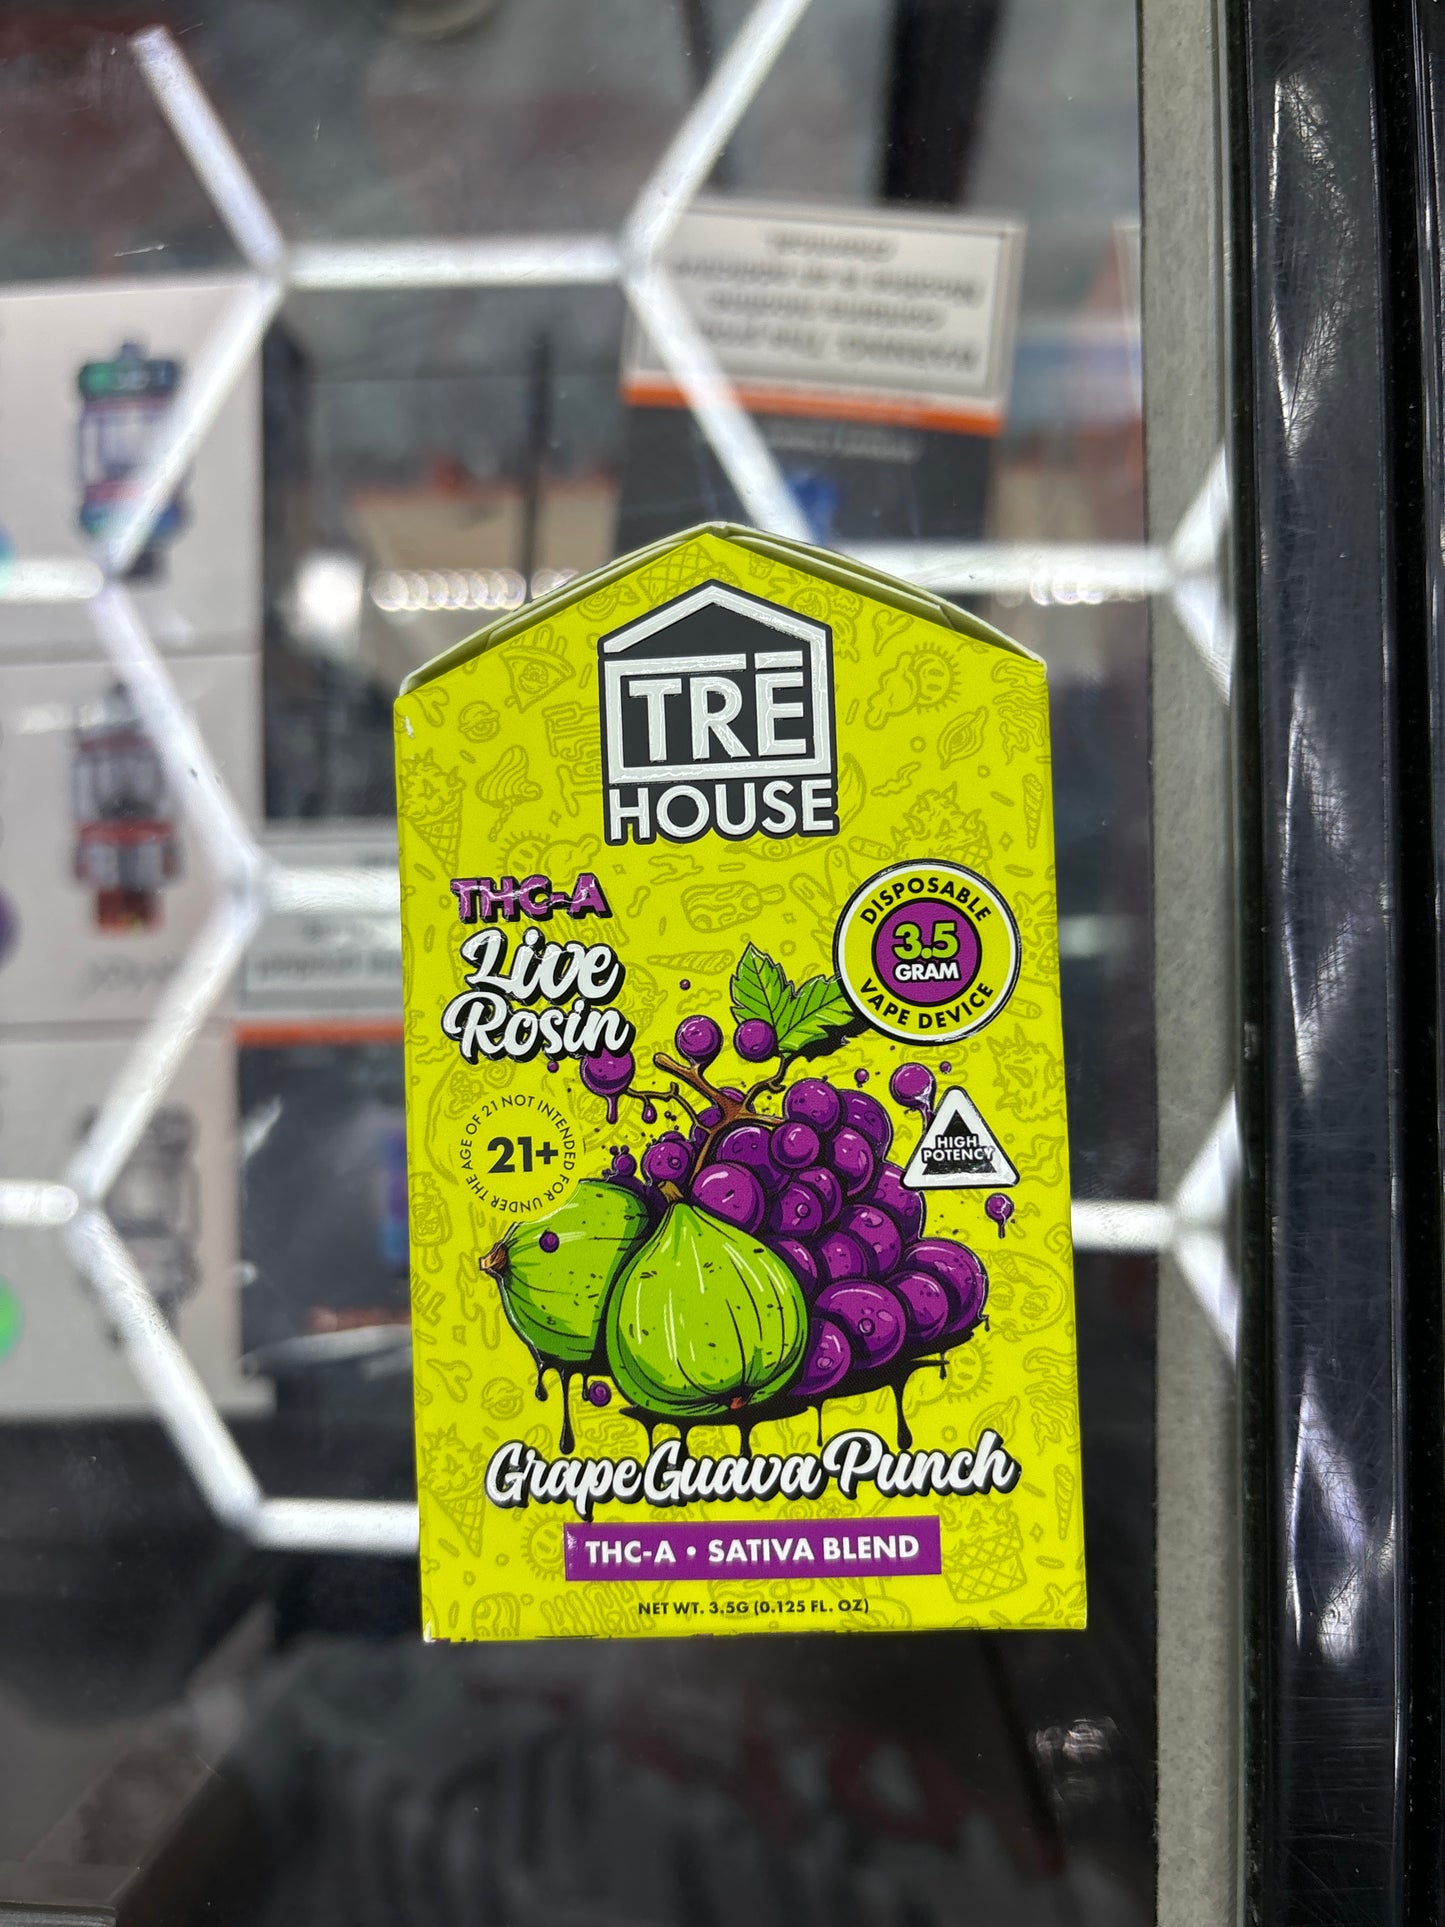 TRĒ
HOUSE
THC-A
Live
Rosin
DISPOSABLE
3.5
GRAM
VAPE DEVICE
NOT INTENDED FOR UNDER THE AGE OF 21
21+
HIGH
POTENCY
Grape Guava Punch
THC-A • SATIVA BLEND
NET WT. 3.5G (0.125 FL. OZ)